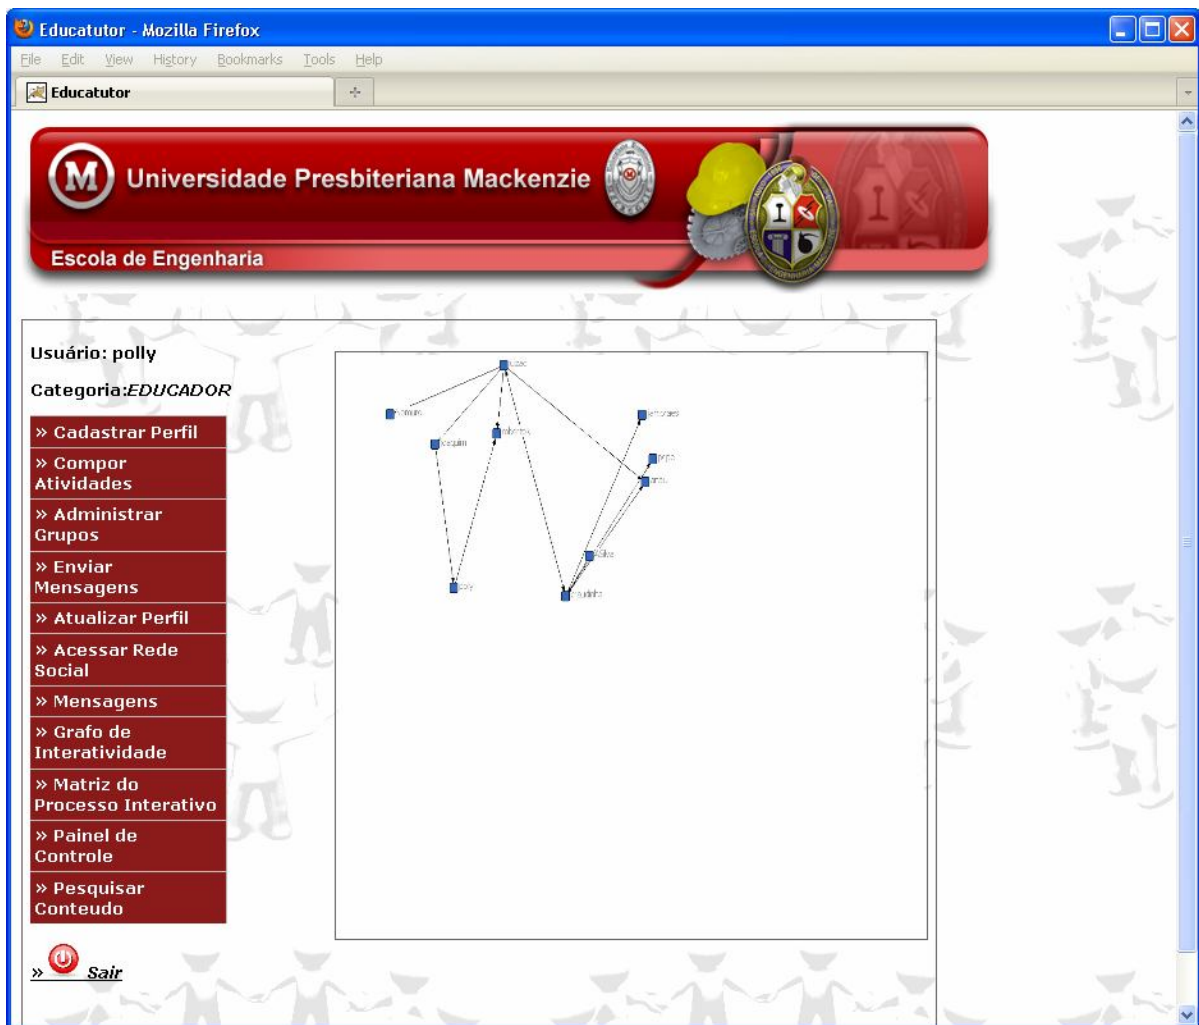 Educatutor - Mozilla Firefox
File Edit View History Bookmarks Tools Help
Educatutor
M Universidade Presbiteriana Mackenzie
Escola de Engenharia
Usuário: polly
Categoria:EDUCADOR
» Cadastrar Perfil
» Compor
Atividades
» Administrar
Grupos
» Enviar
Mensagens
» Atualizar Perfil
» Acessar Rede
Social
» Mensagens
» Grafo de
Interatividade
» Matriz do
Processo Interativo
» Painel de
Controle
» Pesquisar
Conteudo
» Sair
joaquim
poly